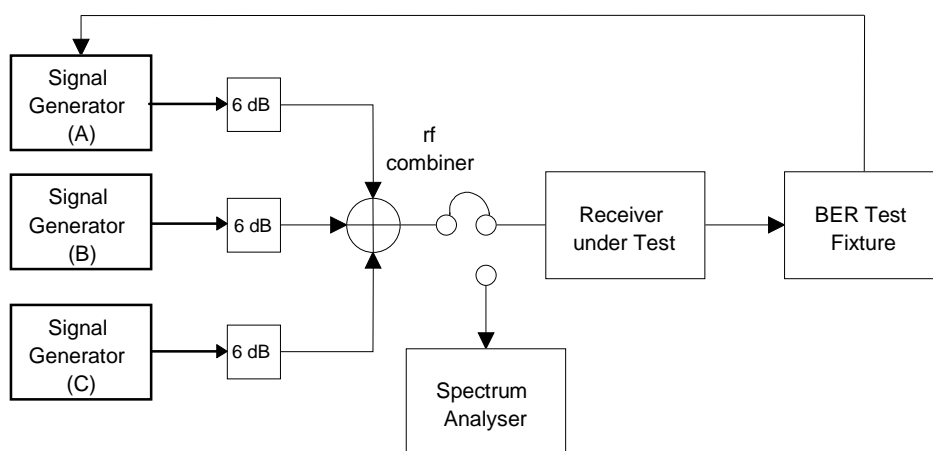 Signal
Generator
(A)
6 dB
rf
combiner
Signal
Generator
(B)
6 dB
Receiver
under Test
BER Test
Fixture
Signal
Generator
(C)
6 dB
Spectrum
Analyser